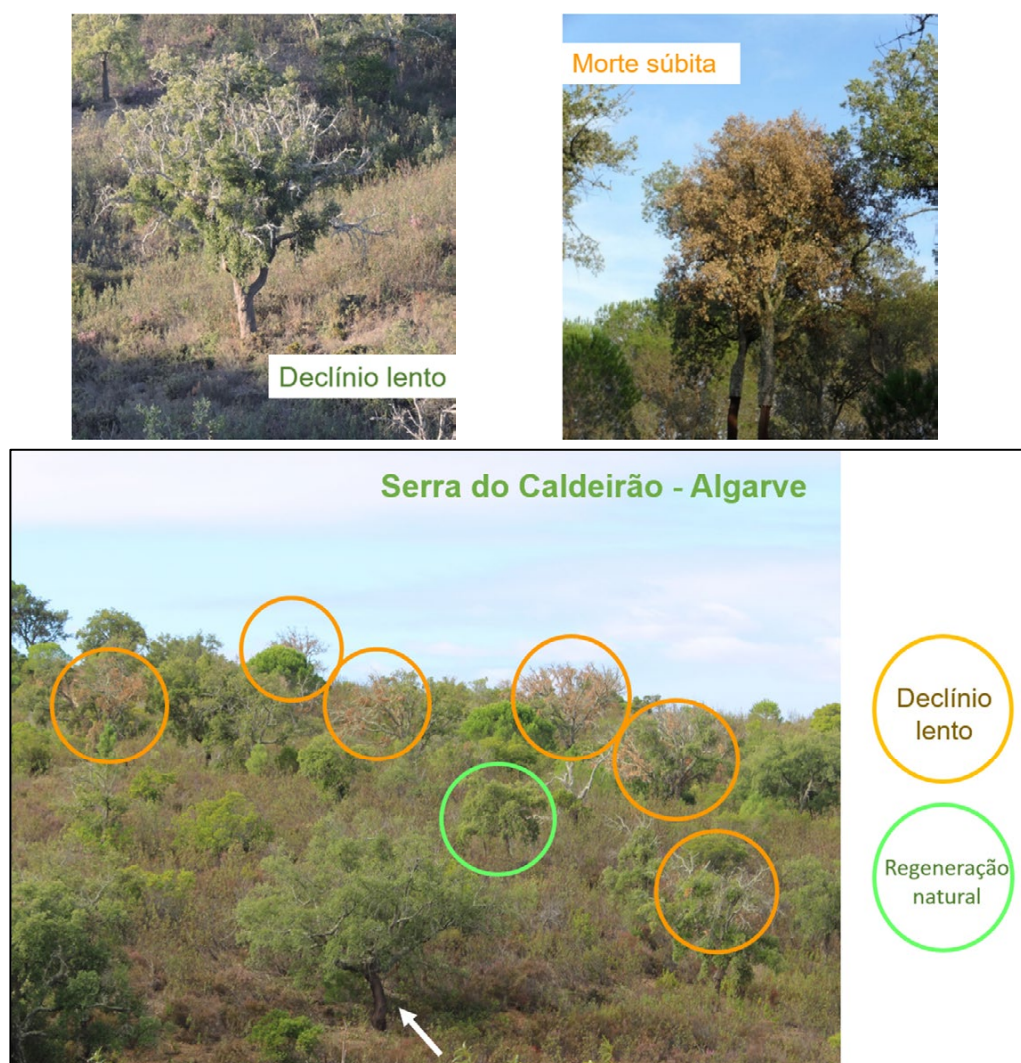 Morte súbita
Declínio lento
Serra do Caldeirão - Algarve
Declínio
lento
Regeneração
natural